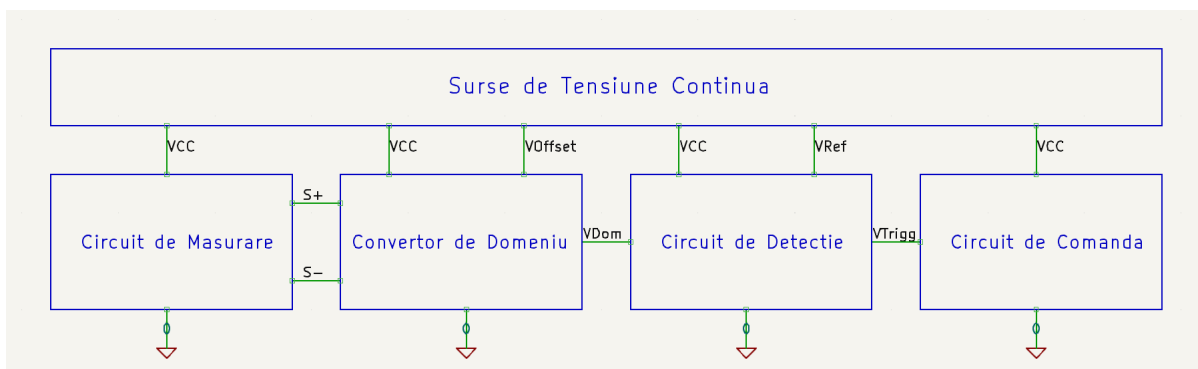 Surse de Tensiune Continua
VCC VCC VOffset VCC VRef VCC
S+
Circuit de Masurare Convertor de Domeniu VDom Circuit de Detectie VTrigg Circuit de Comanda
S-
0 0 0 0